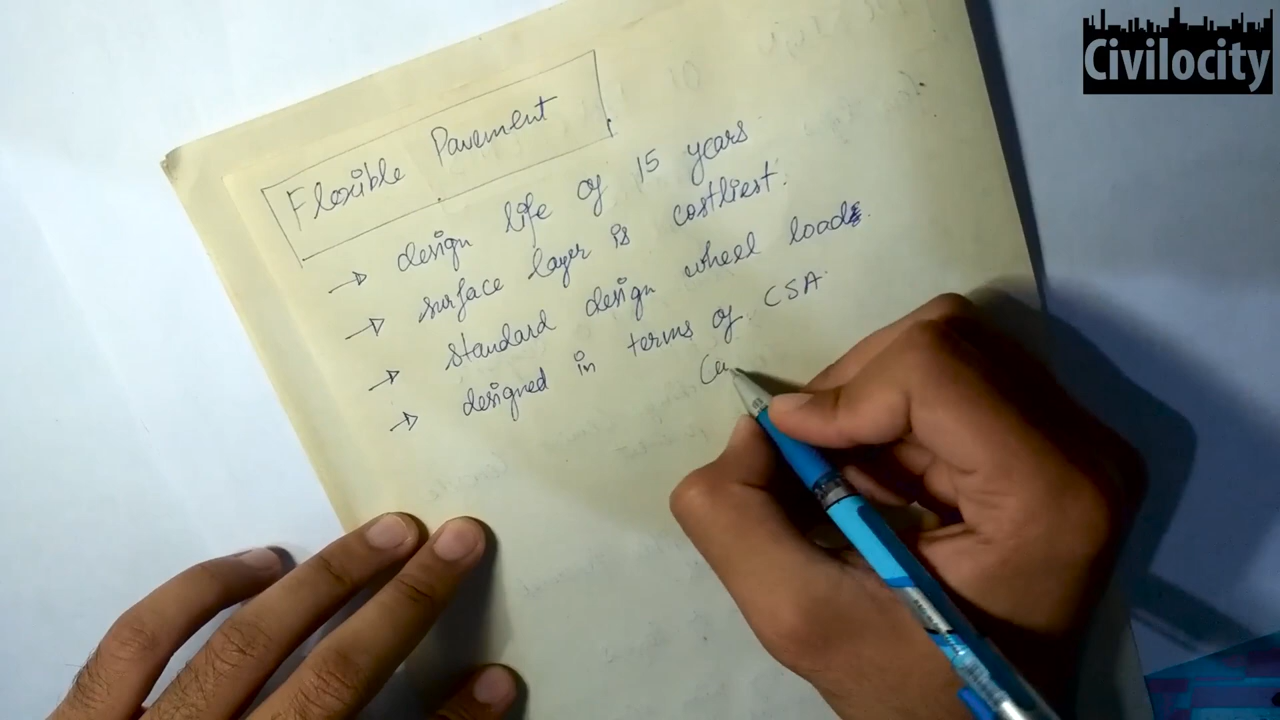 Civilocity
Flexible Pavement
→ design life of 15 years
→ surface layer is costliest.
→ standard design wheel loads.
→ designed in terms of CSA.
(a